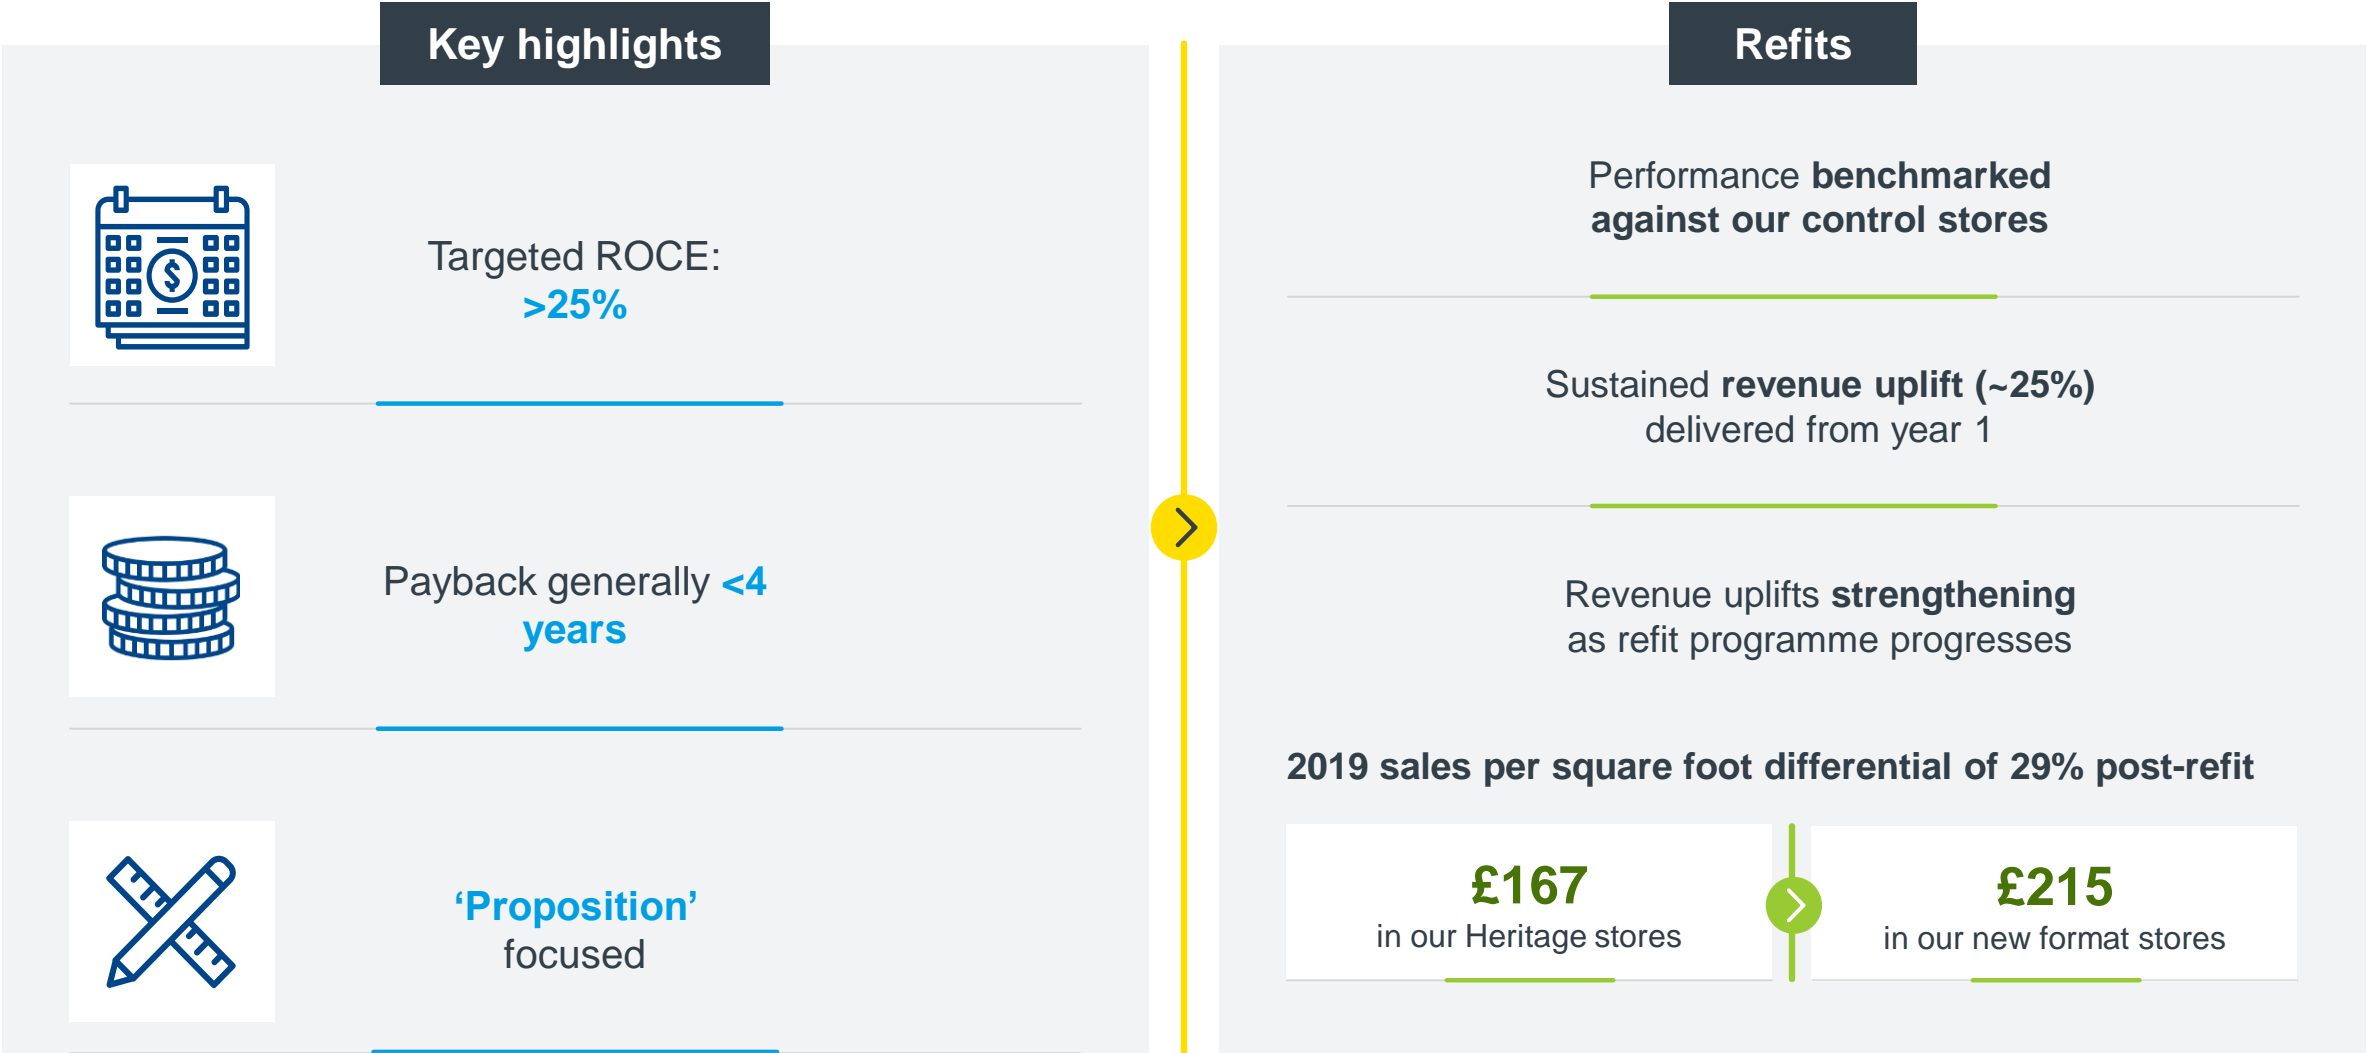 Key highlights
Targeted ROCE:
>25%
Payback generally <4
years
‘Proposition’
focused
Refits
Performance benchmarked
against our control stores
Sustained revenue uplift (~25%)
delivered from year 1
Revenue uplifts strengthening
as refit programme progresses
2019 sales per square foot differential of 29% post-refit
£167
in our Heritage stores
£215
in our new format stores